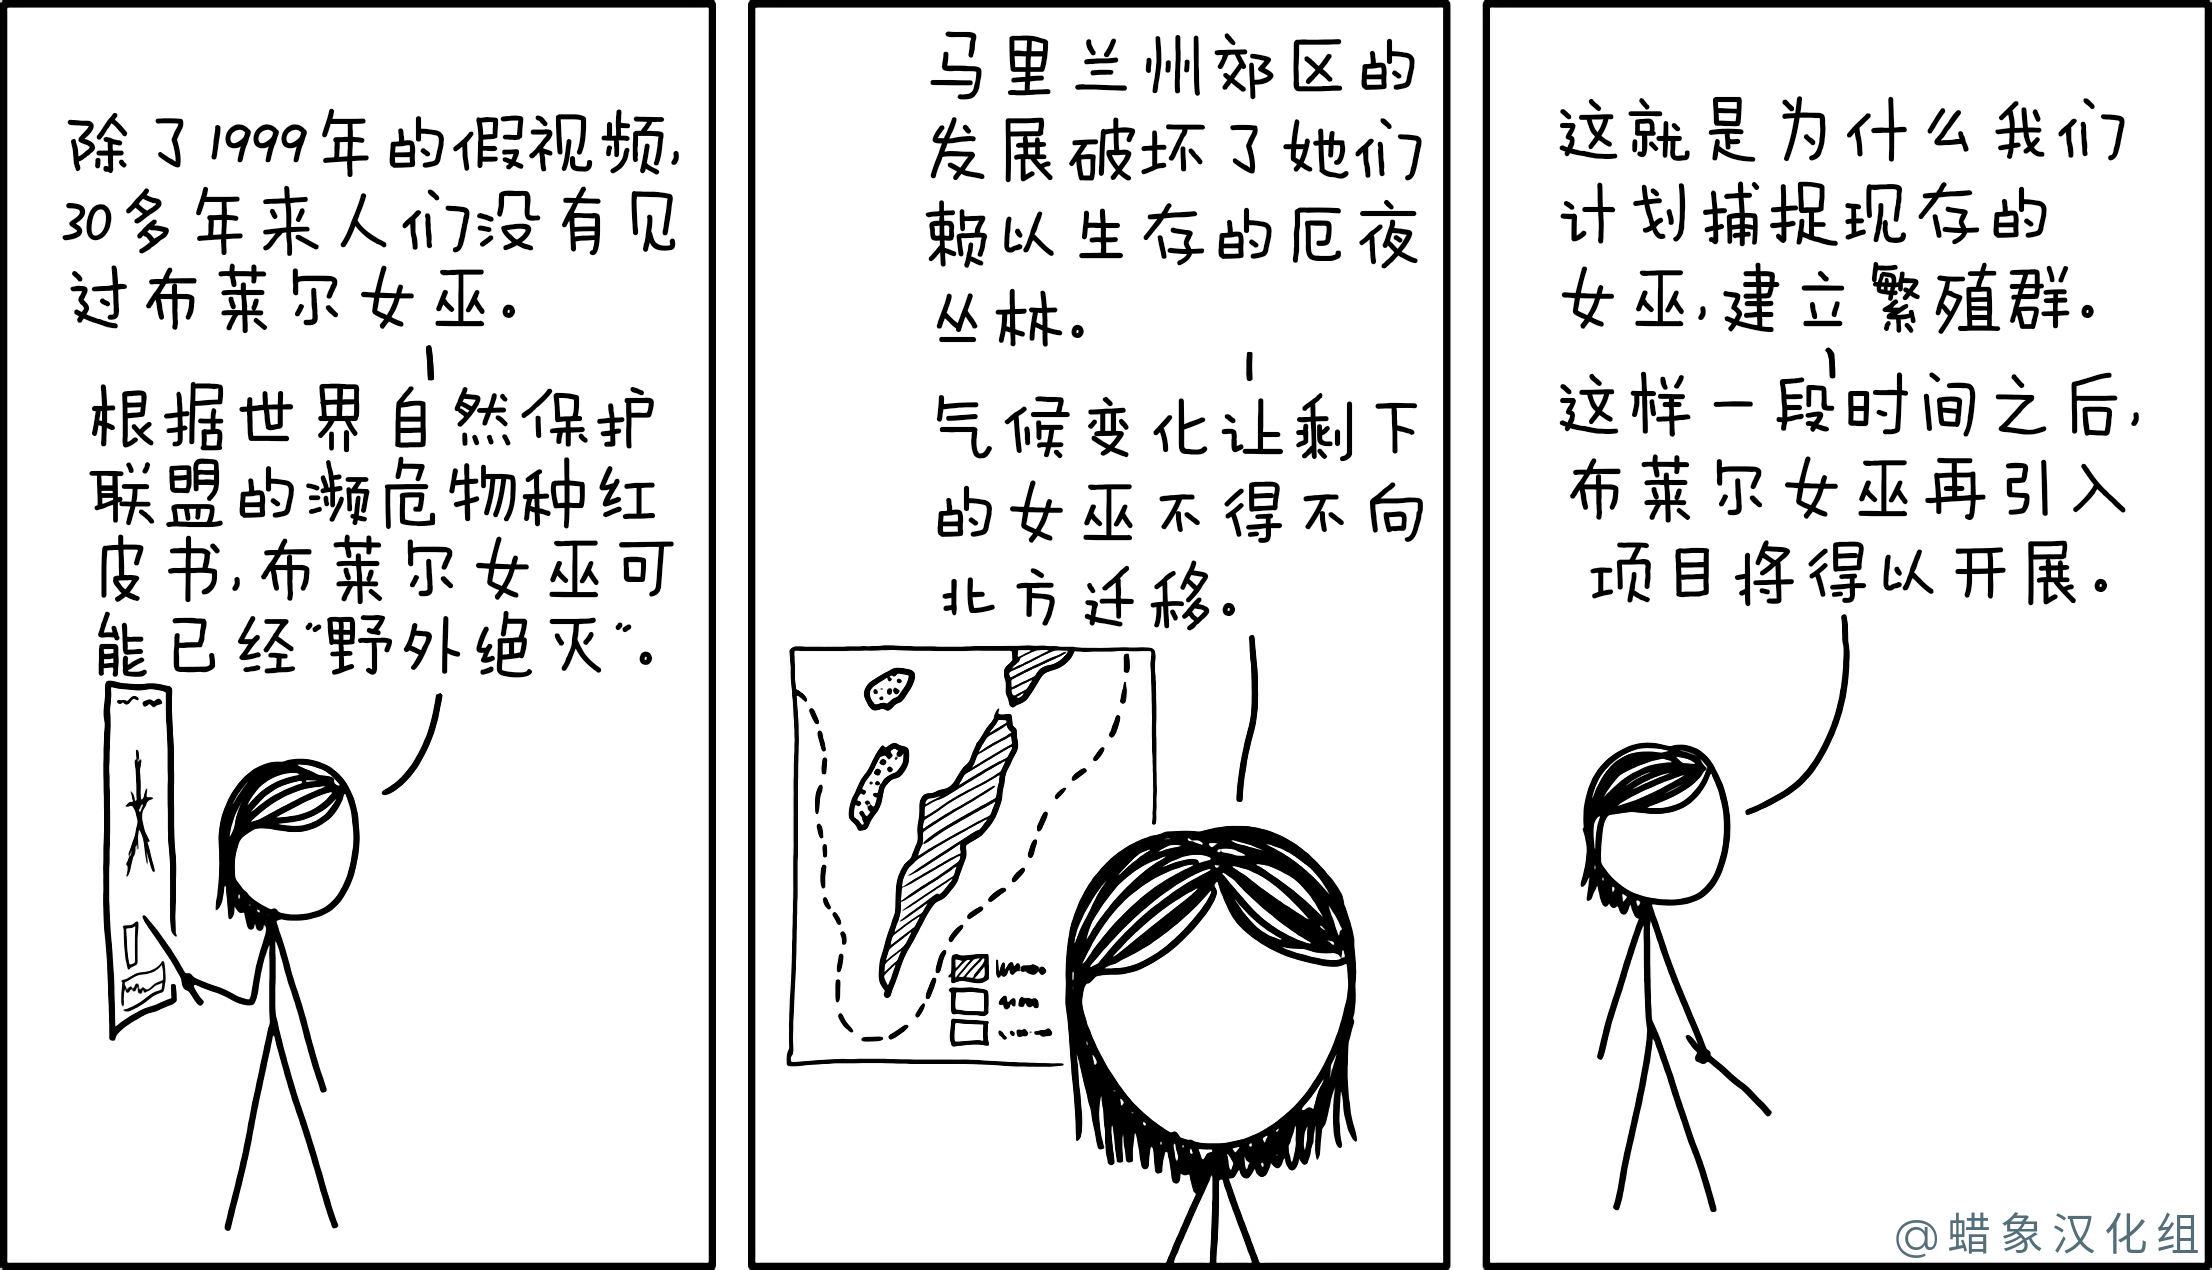 除了1999年的假视频,
30多年来人们没有见
过布莱尔女巫。
根据世界自然保护
联盟的濒危物种红
皮书,布莱尔女巫可
能已经"野外绝灭"。
马里兰州郊区的
发展破坏了她们
赖以生存的厄夜
丛林。
气候变化让剩下
的女巫不得不向
北方迁移。
这就是为什么我们
计划捕捉现存的
女巫,建立繁殖群。
这样一段时间之后,
布莱尔女巫再引入
项目将得以开展。
@蜡象汉化组